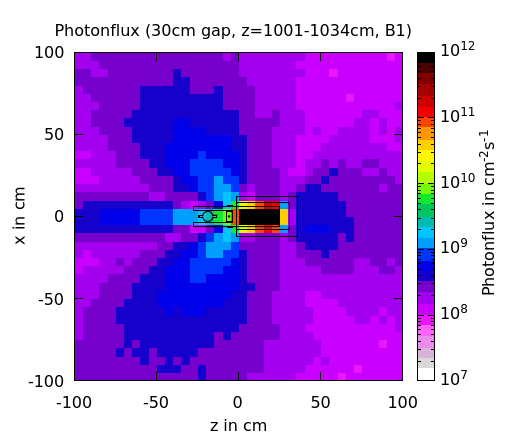 Photonflux (30cm gap, z=1001-1034cm, B1)
100
50
0
-50
-100
-100 -50 0 50 100
x in cm
z in cm
10^12
10^11
10^10
10^9
10^8
10^7
Photonflux in cm^-2 s^-1